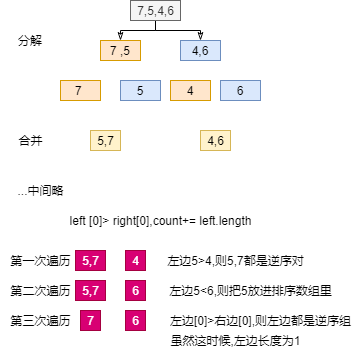 7,5,4,6
分解
7 ,5 4,6
7 5 4 6
合并 5,7 4,6
...中间略
left [0]> right[0],count+= left.length
第一次遍历 5,7 4 左边5>4,则5,7都是逆序对
第二次遍历 5,7 6 左边5<6,则把5放进排序数组里
第三次遍历 7 6 左边[0]>右边[0],则左边都是逆序组
虽然这时候,左边长度为1